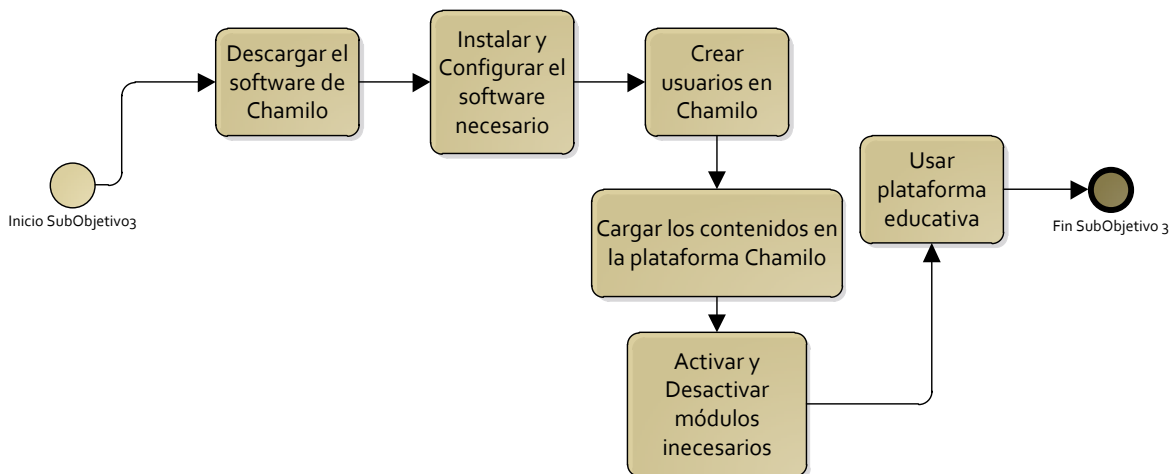 Inicio SubObjetivo3
Descargar el
software de
Chamilo
Instalar y
Configurar el
software
necesario
Crear
usuarios en
Chamilo
Cargar los contenidos en
la plataforma Chamilo
Activar y
Desactivar
módulos
inecesarios
Usar
plataforma
educativa
Fin SubObjetivo 3